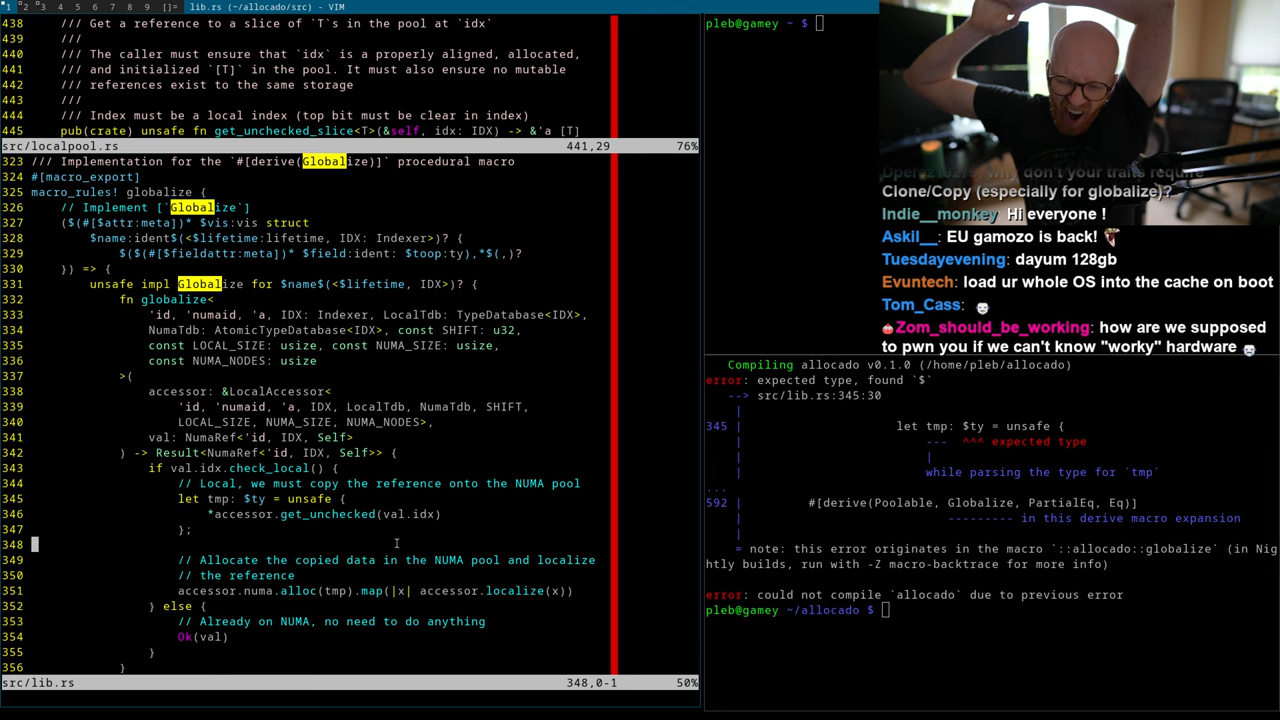 1 2 3 4 5 6 7 8 9 []= lib.rs (~/allocado/src) - VIM
438 /// Get a reference to a slice of `T`s in the pool at `idx`
439 ///
440 /// The caller must ensure that `idx` is a properly aligned, allocated,
441 /// and initialized `[T]` in the pool. It must also ensure no mutable
442 /// references exist to the same storage
443 ///
444 /// Index must be a local index (top bit must be clear in index)
445 pub(crate) unsafe fn get_unchecked_slice<T>(&self, idx: IDX) -> &'a [T]
src/localpool.rs 441,29 76%
323 /// Implementation for the `#[derive(Globalize)]` procedural macro
324 #[macro_export]
325 macro_rules! globalize {
326 // Implement [`Globalize`]
327 ($(#[$attr:meta])* $vis:vis struct
328 $name:ident$(<$lifetime:lifetime, IDX: Indexer>)? {
329 $($(#[$fieldattr:meta])* $field:ident: $toop:ty),*$(,)?
330 }) => {
331 unsafe impl Globalize for $name$(<$lifetime, IDX>)? {
332 fn globalize<
333 'id, 'numaid, 'a, IDX: Indexer, LocalTdb: TypeDatabase<IDX>,
334 NumaTdb: AtomicTypeDatabase<IDX>, const SHIFT: u32,
335 const LOCAL_SIZE: usize, const NUMA_SIZE: usize,
336 const NUMA_NODES: usize
337 >(
338 accessor: &LocalAccessor<
339 'id, 'numaid, 'a, IDX, LocalTdb, NumaTdb, SHIFT,
340 LOCAL_SIZE, NUMA_SIZE, NUMA_NODES>,
341 val: NumaRef<'id, IDX, Self>
342 ) -> Result<NumaRef<'id, IDX, Self>> {
343 if val.idx.check_local() {
344 // Local, we must copy the reference onto the NUMA pool
345 let tmp: $ty = unsafe {
346 *accessor.get_unchecked(val.idx)
347 };
348
349 // Allocate the copied data in the NUMA pool and localize
350 // the reference
351 accessor.numa.alloc(tmp).map(|x| accessor.localize(x))
352 } else {
353 // Already on NUMA, no need to do anything
354 Ok(val)
355 }
356 }
src/lib.rs 348,0-1 50%
pleb@gamey ~ $
why don't your traits require
Clone/Copy (especially for globalize)?
Indie__monkey Hi everyone !
Askil__: EU gamozo is back!
Tuesdayevening: dayum 128gb
Evuntech: load ur whole OS into the cache on boot
Tom_Cass:
Zom_should_be_working: how are we supposed
to pwn you if we can't know "worky" hardware
Compiling allocado v0.1.0 (/home/pleb/allocado)
error: expected type, found `$`
--> src/lib.rs:345:30
|
345 | let tmp: $ty = unsafe {
| --- ^^^ expected type
| |
| while parsing the type for `tmp`
...
592 | #[derive(Poolable, Globalize, PartialEq, Eq)]
| --------- in this derive macro expansion
|
= note: this error originates in the macro `::allocado::globalize` (in Nig
htly builds, run with -Z macro-backtrace for more info)
error: could not compile `allocado` due to previous error
pleb@gamey ~/allocado $